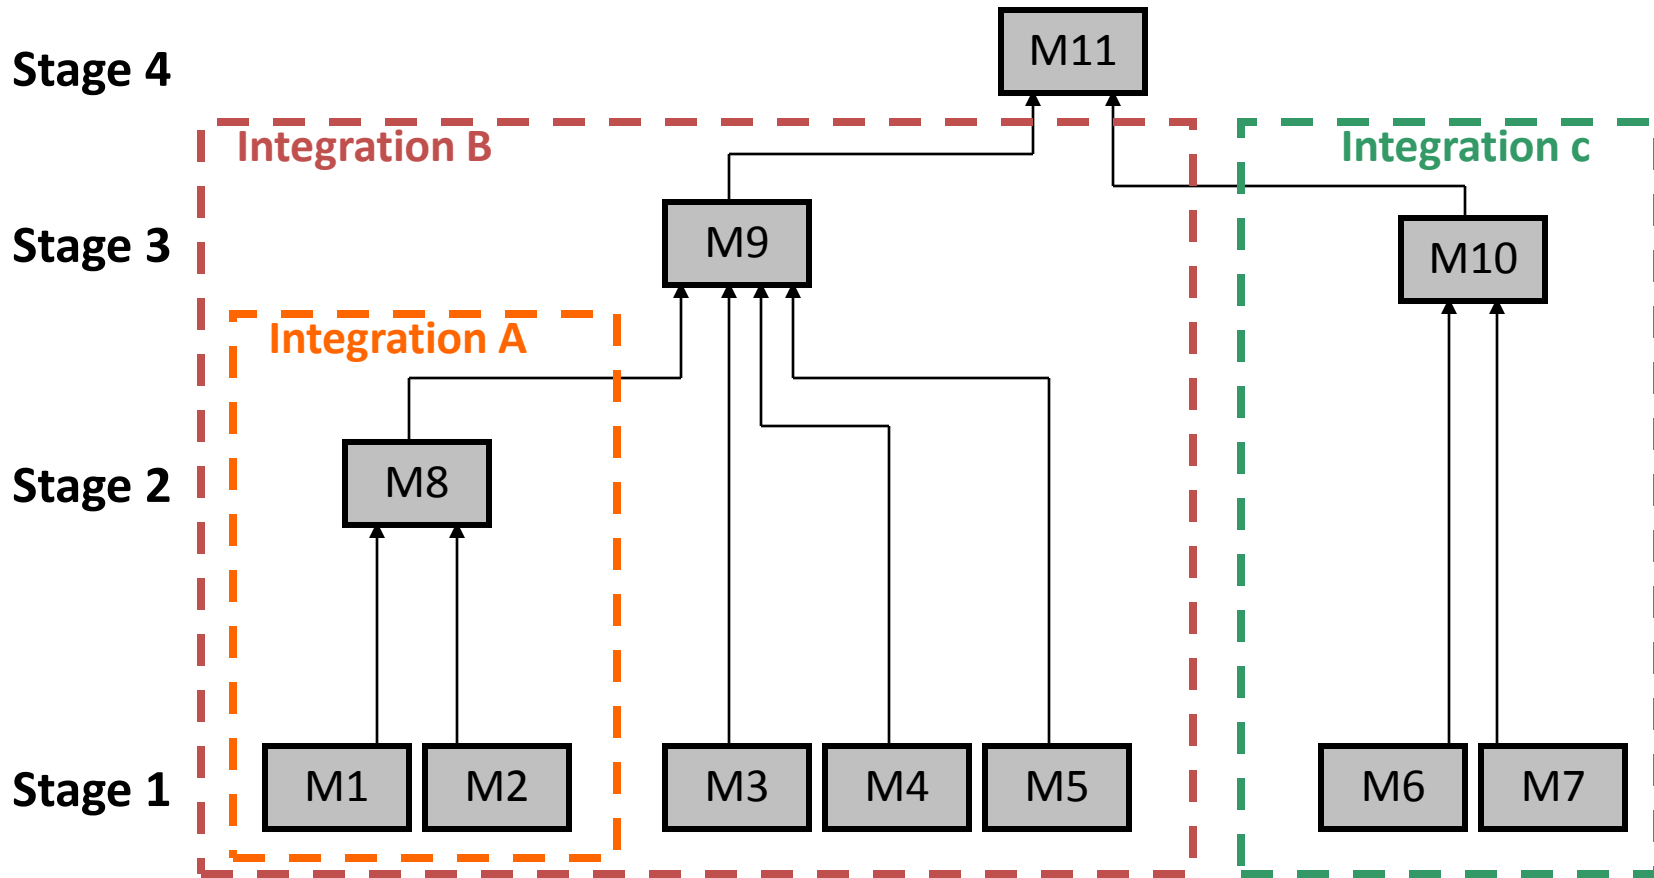 Stage 4
M11
Integration B
Integration c
Stage 3
M9
M10
Integration A
Stage 2
M8
Stage 1
M1
M2
M3
M4
M5
M6
M7